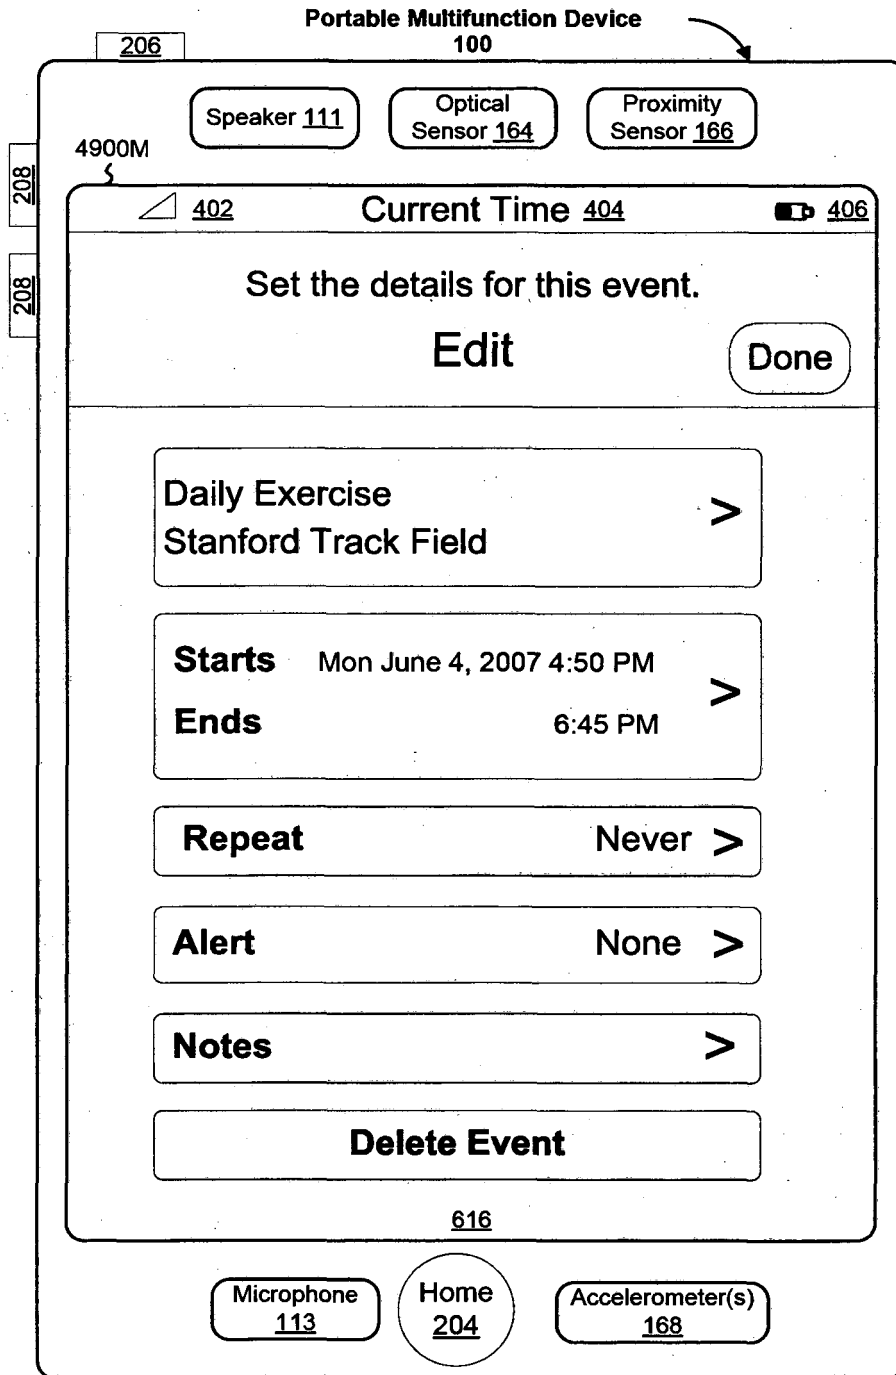 Portable Multifunction Device
100
206
Speaker 111
Optical
Sensor 164
Proximity
Sensor 166
4900M
208
208
402
Current Time 404
406
Set the details for this event.
Edit
Done
Daily Exercise
Stanford Track Field
>
Starts Mon June 4, 2007 4:50 PM
>
Ends 6:45 PM
Repeat Never >
Alert None >
Notes >
Delete Event
616
Microphone
113
Home
204
Accelerometer(s)
168